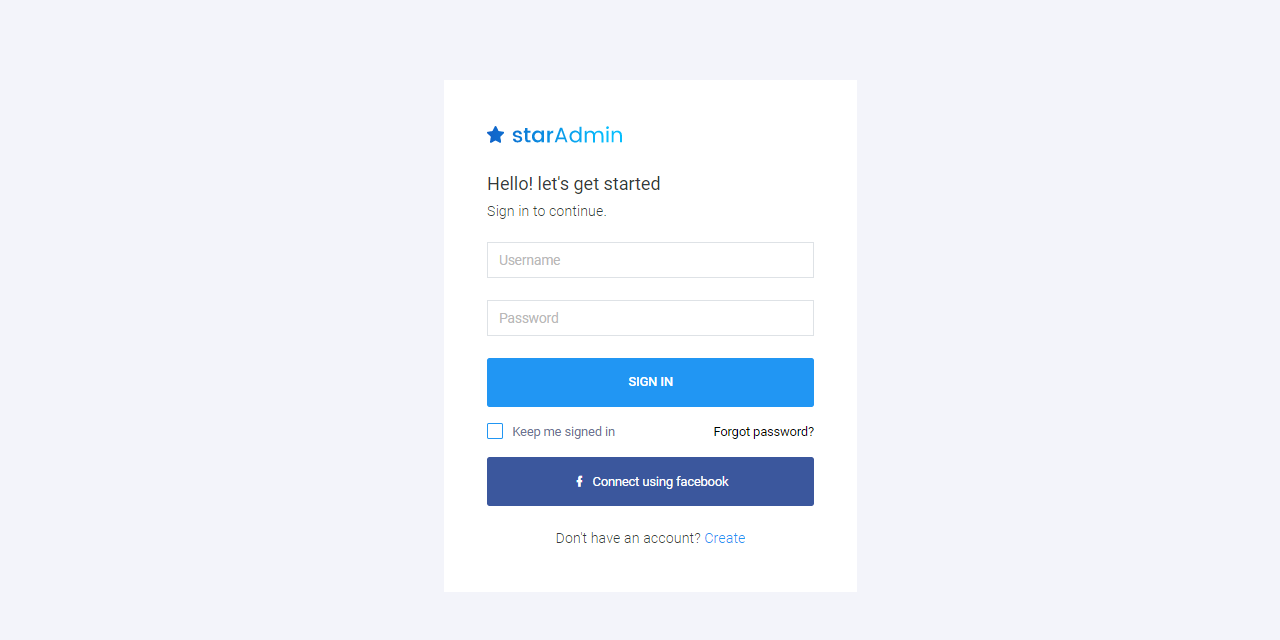 starAdmin
Hello! let's get started
Sign in to continue.
Username
Password
SIGN IN
Keep me signed in Forgot password?
Connect using facebook
Don't have an account? Create